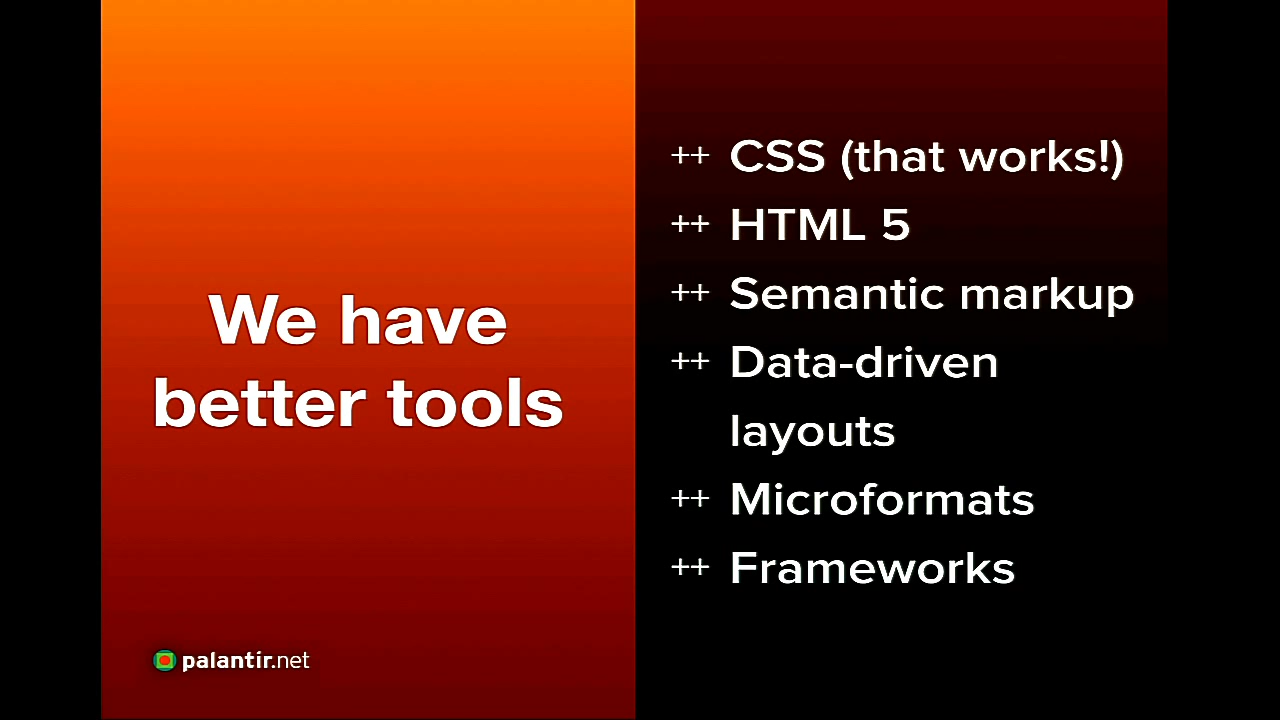 We have
better tools
palantir.net
++ CSS (that works!)
++ HTML 5
++ Semantic markup
++ Data-driven
layouts
++ Microformats
++ Frameworks